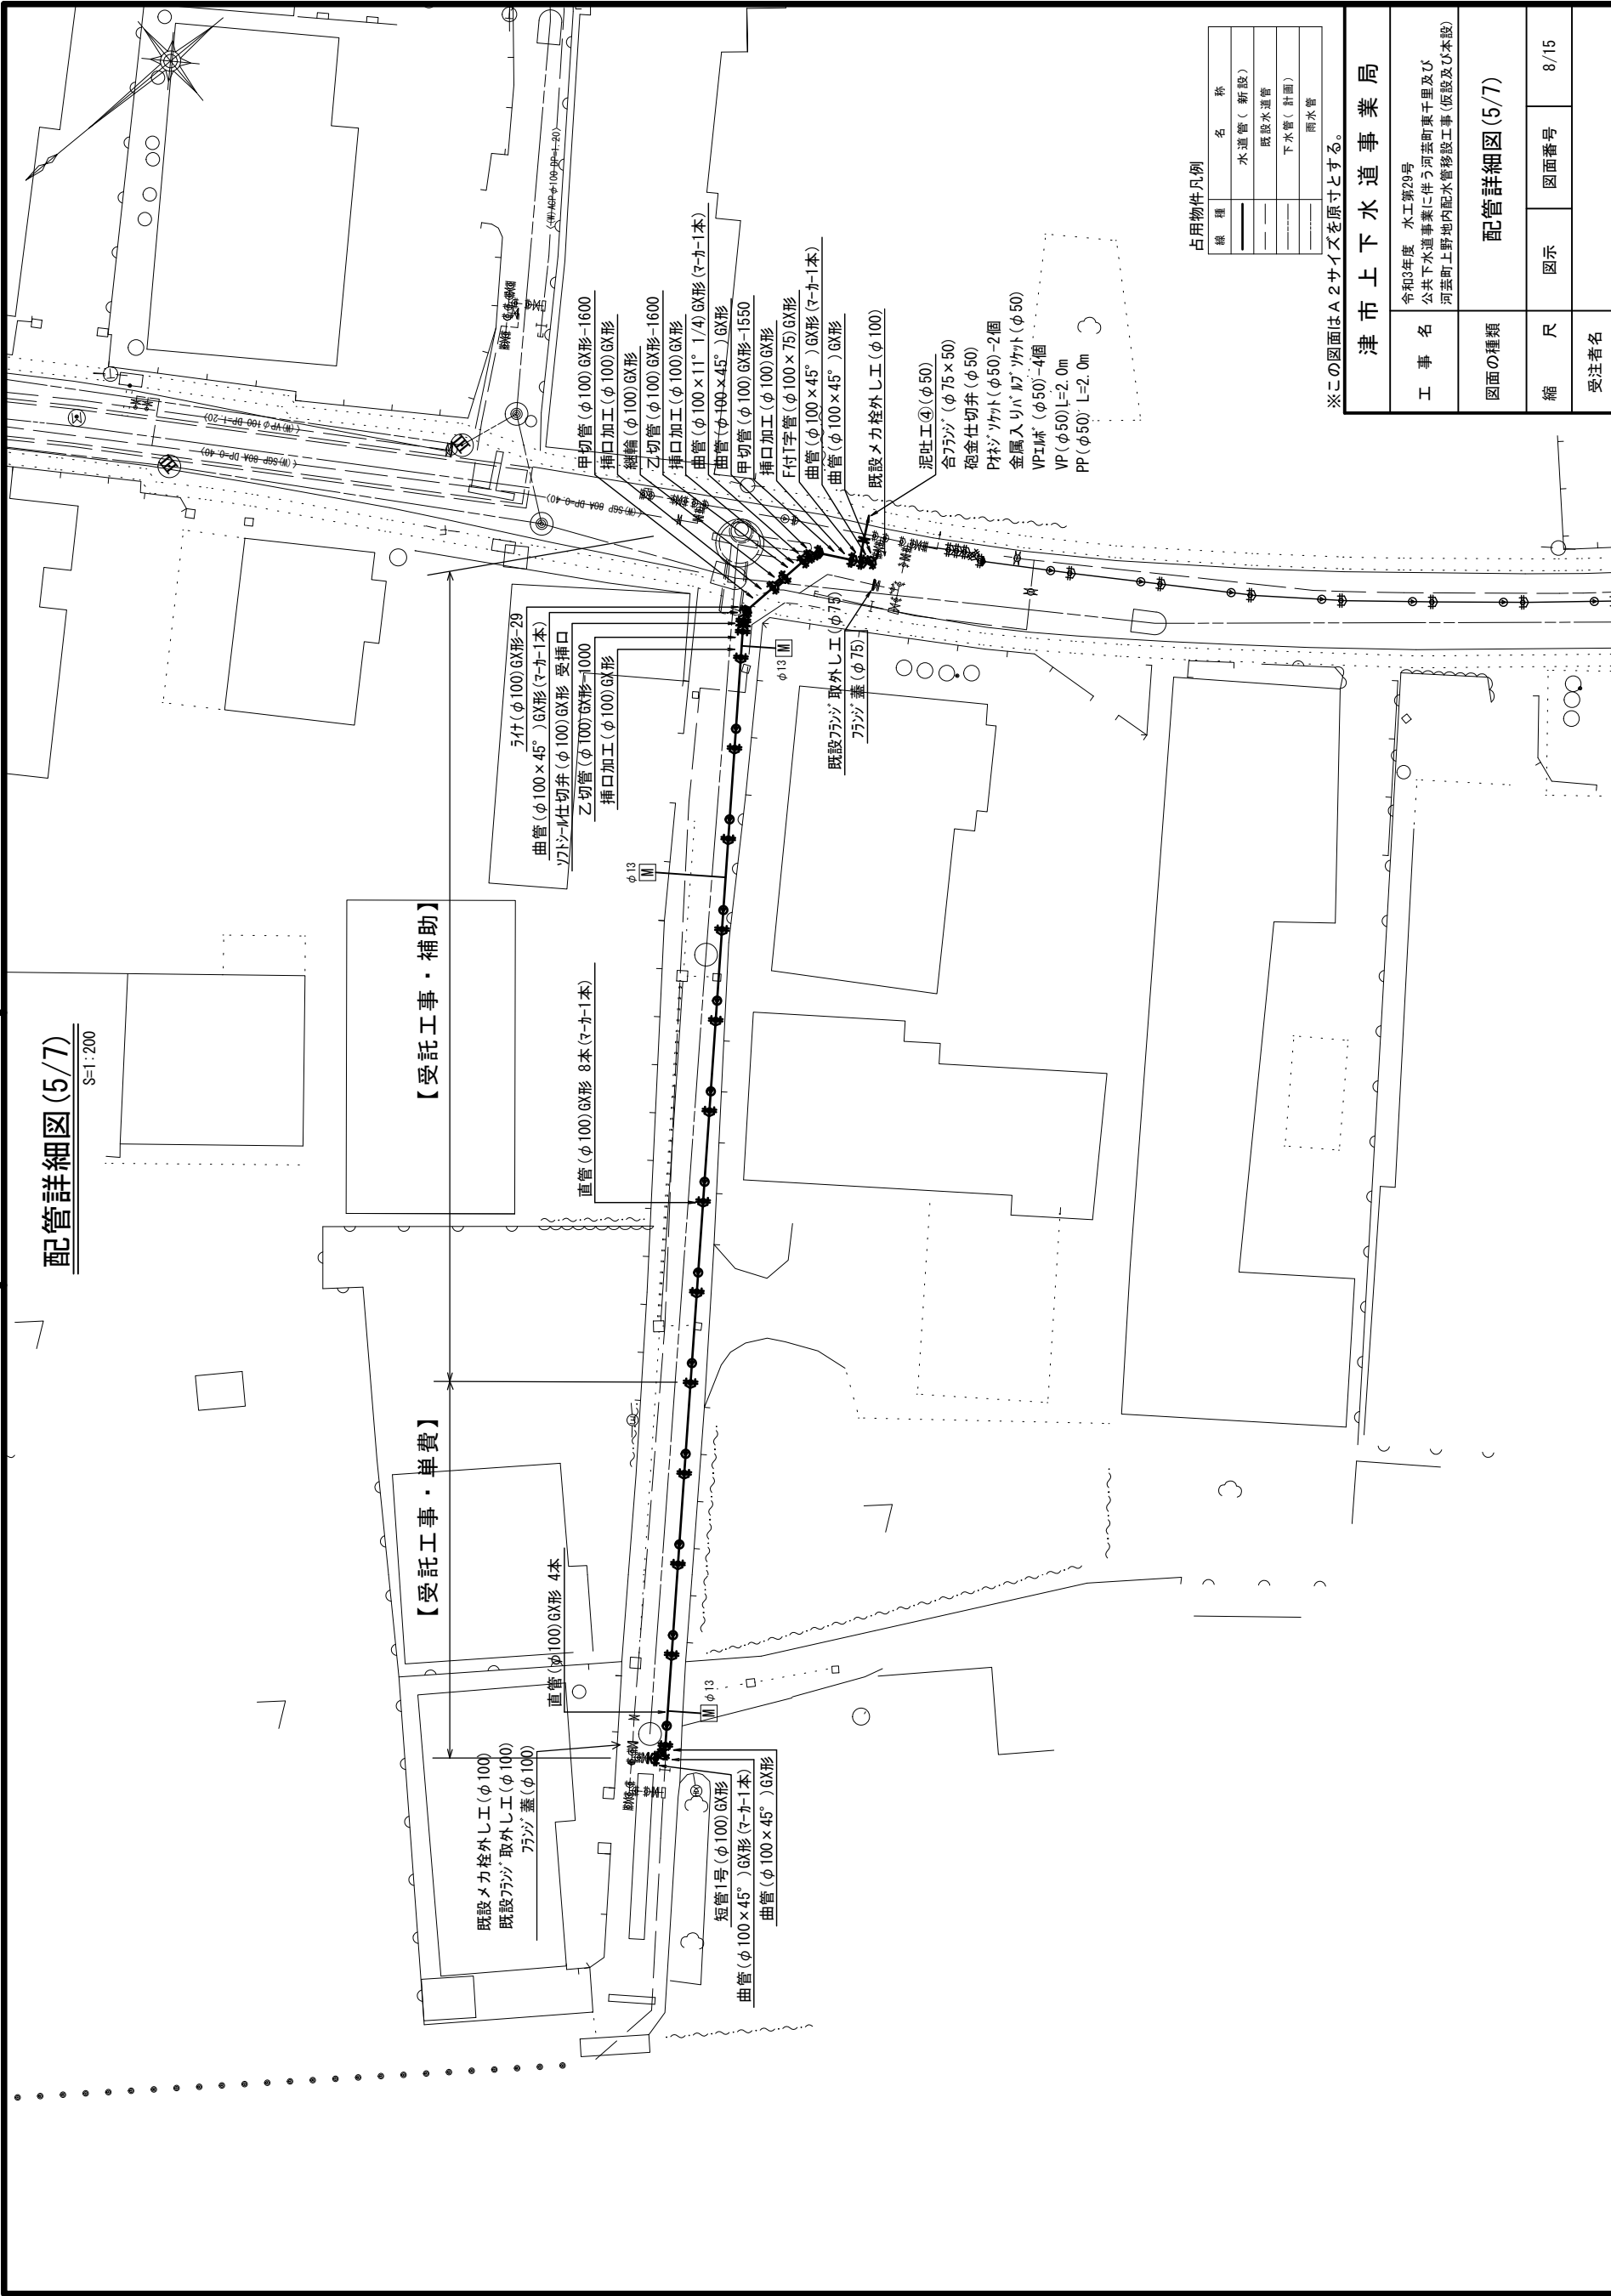 配管詳細図(5/7)
S=1:200
【受託工事・単費】
【受託工事・補助】
既設メカ栓外し工(φ100)
既設フランジ取外し工(φ100)
フランジ蓋(φ100)
直管(φ100)GX形 4本
短管1号(φ100)GX形
曲管(φ100×45°)GX形(マーカー1本)
曲管(φ100×45°)GX形
M
φ13
直管(φ100)GX形 8本(マーカー1本)
φ13
M
ライナ(φ100)GX形-29
曲管(φ100×45°)GX形(マーカー1本)
ソフトシール仕切弁(φ100)GX形 受挿口
乙切管(φ100)GX形-1000
挿口加工(φ100)GX形
φ13
M
甲切管(φ100)GX形-1600
挿口加工(φ100)GX形
継輪(φ100)GX形
乙切管(φ100)GX形-1600
挿口加工(φ100)GX形
曲管(φ100×11°1/4)GX形(マーカー1本)
曲管(φ100×45°)GX形
甲切管(φ100)GX形-1550
挿口加工(φ100)GX形
F付T字管(φ100×75)GX形
曲管(φ100×45°)GX形(マーカー1本)
曲管(φ100×45°)GX形
既設メカ栓外し工(φ100)
既設フランジ取外し工(φ75)
フランジ蓋(φ75)
泥吐工④(φ50)
合フランジ(φ75×50)
砲金仕切弁(φ50)
Pオネジソケット(φ50)-2個
金属入りバルブソケット(φ50)
VPエルボ(φ50)-4個
VP(φ50)L=2.0m
PP(φ50) L=2.0m
(W)VPφ100 DP=1.20)
(W)SGP 80A DP=0.40)
(W)SGP 80A DP=0.40)
(W)ACPφ100 DP=1.20)
占用物件凡例
線種 名称
水道管(新設)
既設水道管
下水管(計画)
雨水管
※この図面はA2サイズを原寸とする。
津市上下水道事業局
工事名
令和3年度 水工第29号
公共下水道事業に伴う河芸町東千里及び
河芸町上野地内配水管移設工事(仮設及び本設)
図面の種類 配管詳細図(5/7)
縮尺 図示 図面番号 8/15
受注者名